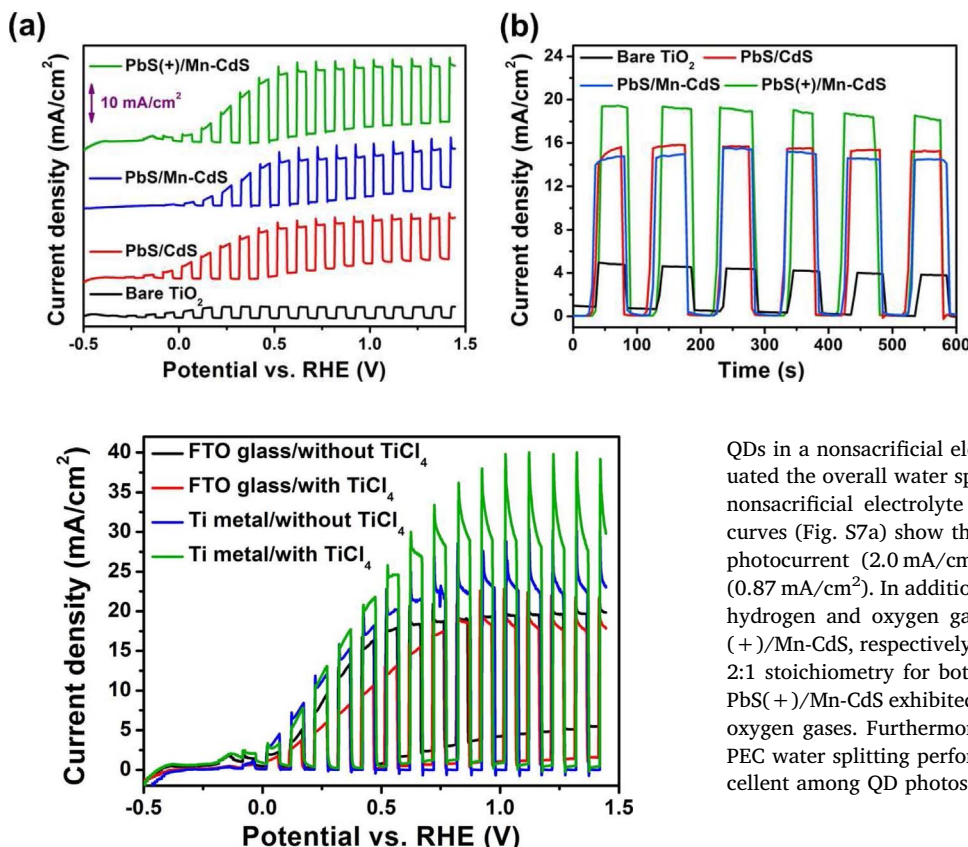 (a)
PbS(+)/Mn-CdS
10 mA/cm²
PbS/Mn-CdS
PbS/CdS
Bare TiO₂
Current density (mA/cm²)
-0.5 0.0 0.5 1.0 1.5
Potential vs. RHE (V)
(b)
24
20
16
12
8
4
0
Bare TiO₂ PbS/CdS
PbS/Mn-CdS PbS(+)/Mn-CdS
Current density (mA/cm²)
0 100 200 300 400 500 600
Time (s)
40
35
30
25
20
15
10
5
0
FTO glass/without TiCl₄
FTO glass/with TiCl₄
Ti metal/without TiCl₄
Ti metal/with TiCl₄
Current density (mA/cm²)
-0.5 0.0 0.5 1.0 1.5
Potential vs. RHE (V)
QDs in a nonsacrificial ele
uated the overall water sp
nonsacrificial electrolyte
curves (Fig. S7a) show th
photocurrent (2.0 mA/cm
(0.87 mA/cm²). In addition
hydrogen and oxygen ga
(+)/Mn-CdS, respectively
2:1 stoichiometry for bot
PbS(+)/Mn-CdS exhibited
oxygen gases. Furthermor
PEC water splitting perfor
cellent among QD photos